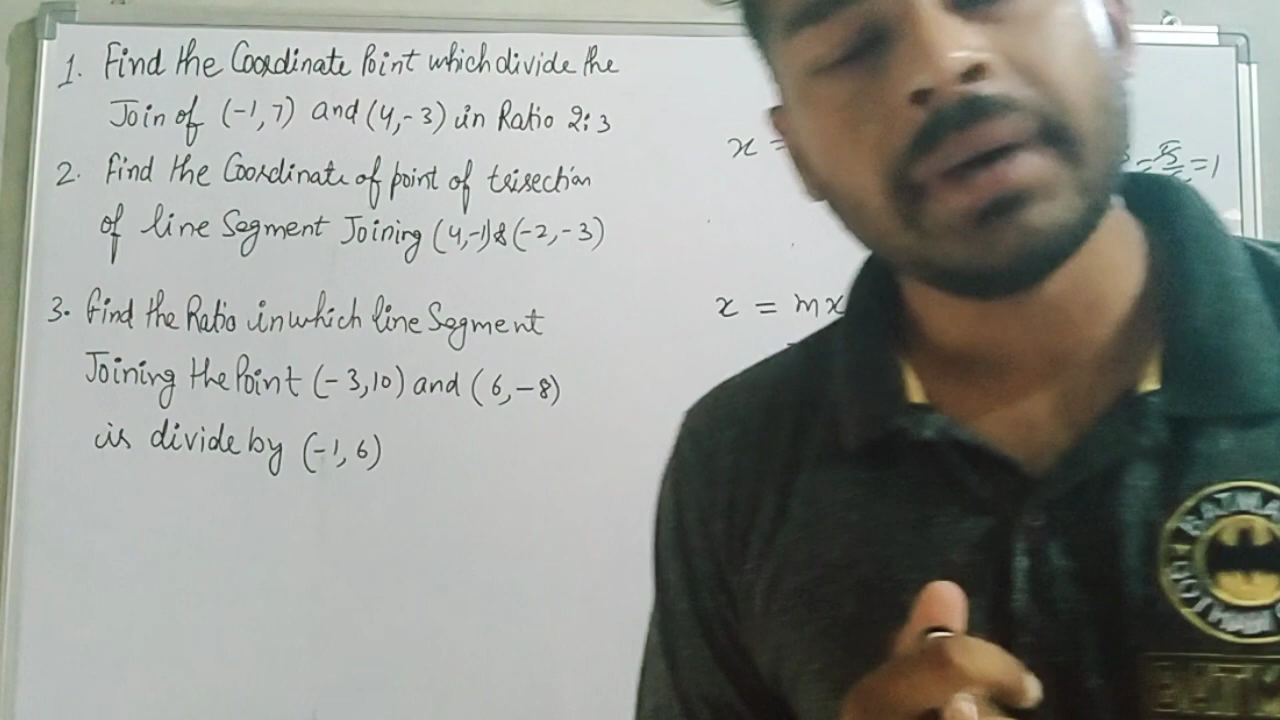 1. Find the Coordinate Point which divide the
Join of (-1,7) and (4,-3) in Ratio 2:3
2. Find the Coordinate of point of trisection
of line Segment Joining (4,-1)&(-2,-3)
3. Find the Ratio in which line Segment
Joining the Point (-3,10) and (6,-8)
is divide by (-1,6)
x =
=1
x = mx
BATMAN
GOTHAM